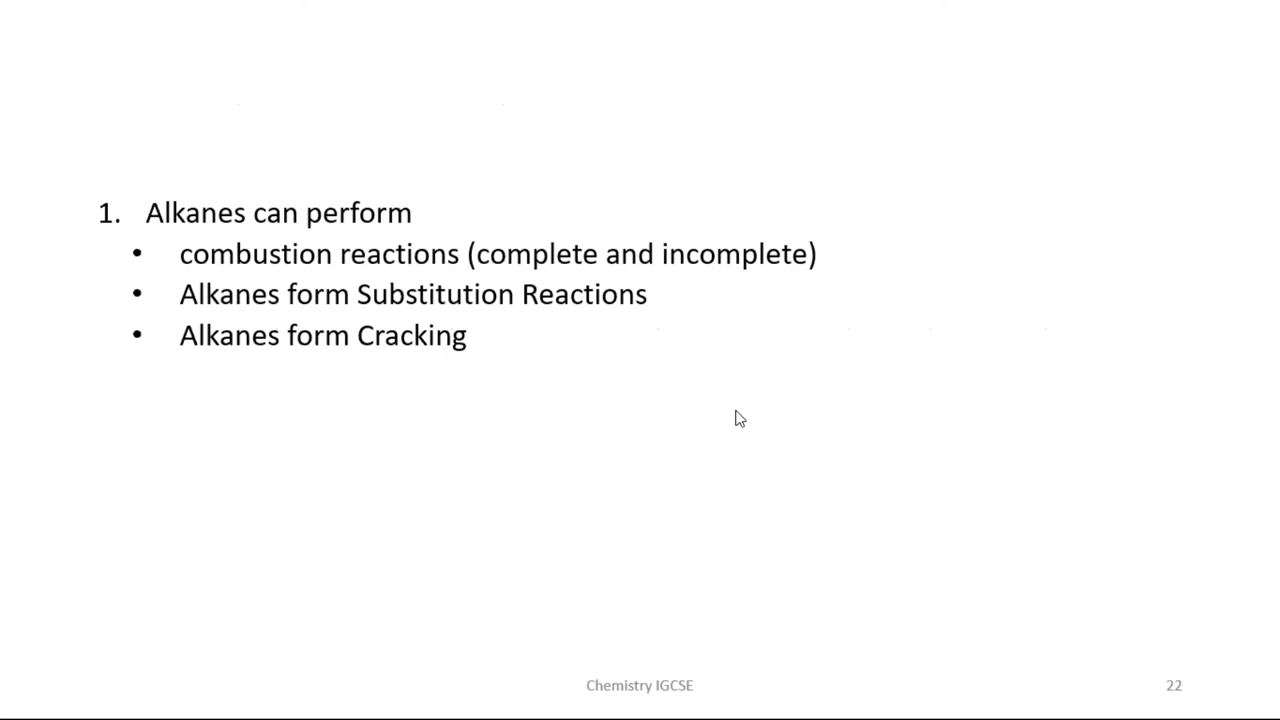 1. Alkanes can perform
• combustion reactions (complete and incomplete)
• Alkanes form Substitution Reactions
• Alkanes form Cracking
Chemistry IGCSE
22